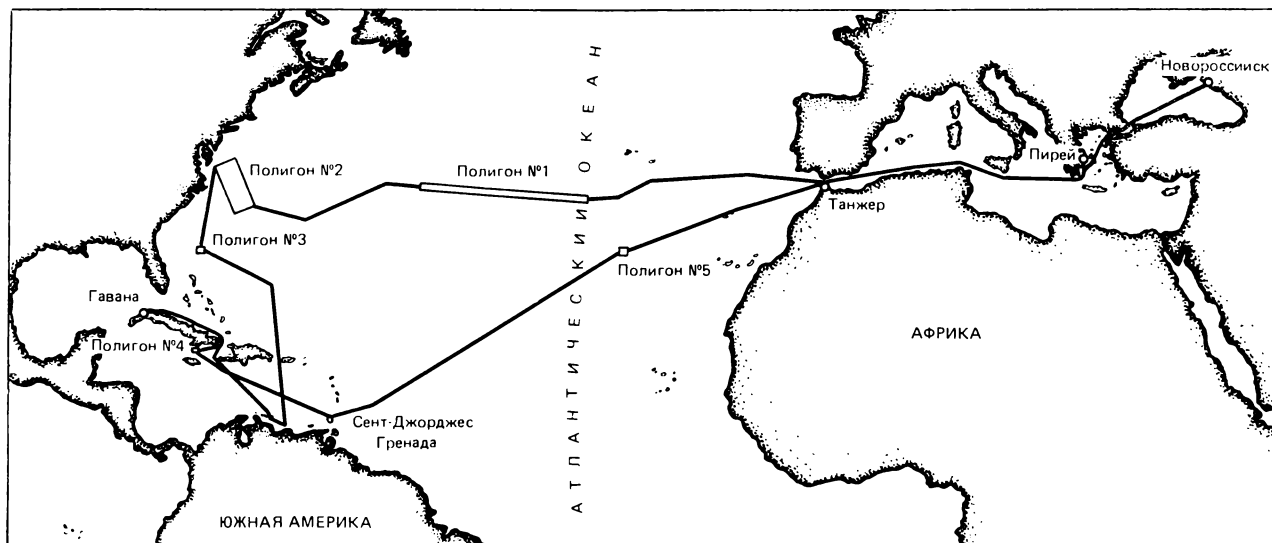 Новороссийск
Пирей
Полигон №2
Полигон №1
АТЛАНТИЧЕСКИЙ ОКЕАН
Танжер
Полигон №3
Полигон №5
Гавана
Полигон №4
АФРИКА
Сент-Джорджес
Гренада
ЮЖНАЯ АМЕРИКА